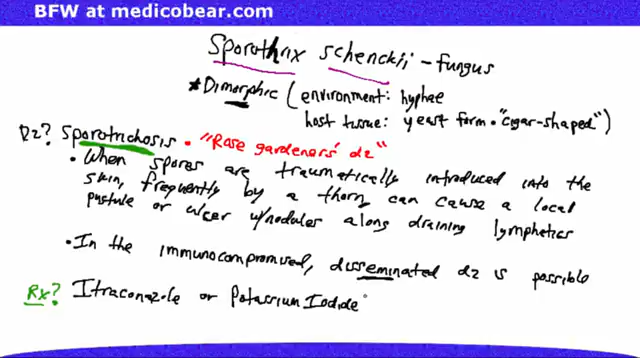 BFW at medicobear.com
Sporothrix schenckii - fungus
*Dimorphic (environment: hyphae
host tissue: yeast form • "cigar-shaped")
Dz? Sporotrichosis • "Rose gardeners' dz"
• When spores are traumatically introduced into the
skin, frequently by a thorn, can cause a local
pustule or ulcer w/nodules along draining lymphatics
• In the immunocompromised, disseminated dz is possible
Rx? Itraconazole or Potassium Iodide